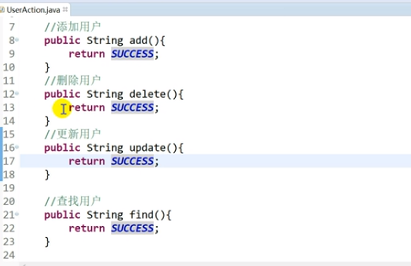 UserAction.java
7 //添加用户
8 public String add(){
9 return SUCCESS;
10 }
11 //删除用户
12 public String delete(){
13 return SUCCESS;
14 }
15 //更新用户
16 public String update(){
17 return SUCCESS;
18 }
19
20 //查找用户
21 public String find(){
22 return SUCCESS;
23 }
24